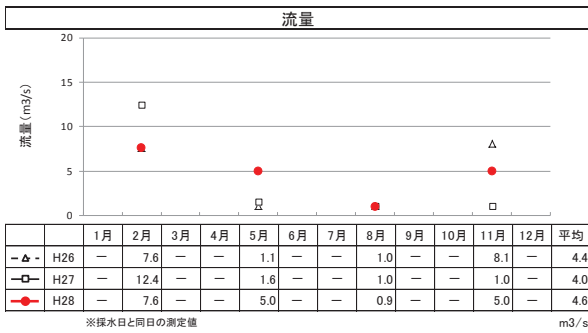 流量
20
15
10
5
0
流量(m3/s)
1月 2月 3月 4月 5月 6月 7月 8月 9月 10月 11月 12月 平均
H26 － 7.6 － － 1.1 － － 1.0 － － 8.1 － 4.4
H27 － 12.4 － － 1.6 － － 1.0 － － 1.0 － 4.0
H28 － 7.6 － － 5.0 － － 0.9 － － 5.0 － 4.6
※採水日と同日の測定値 m3/s